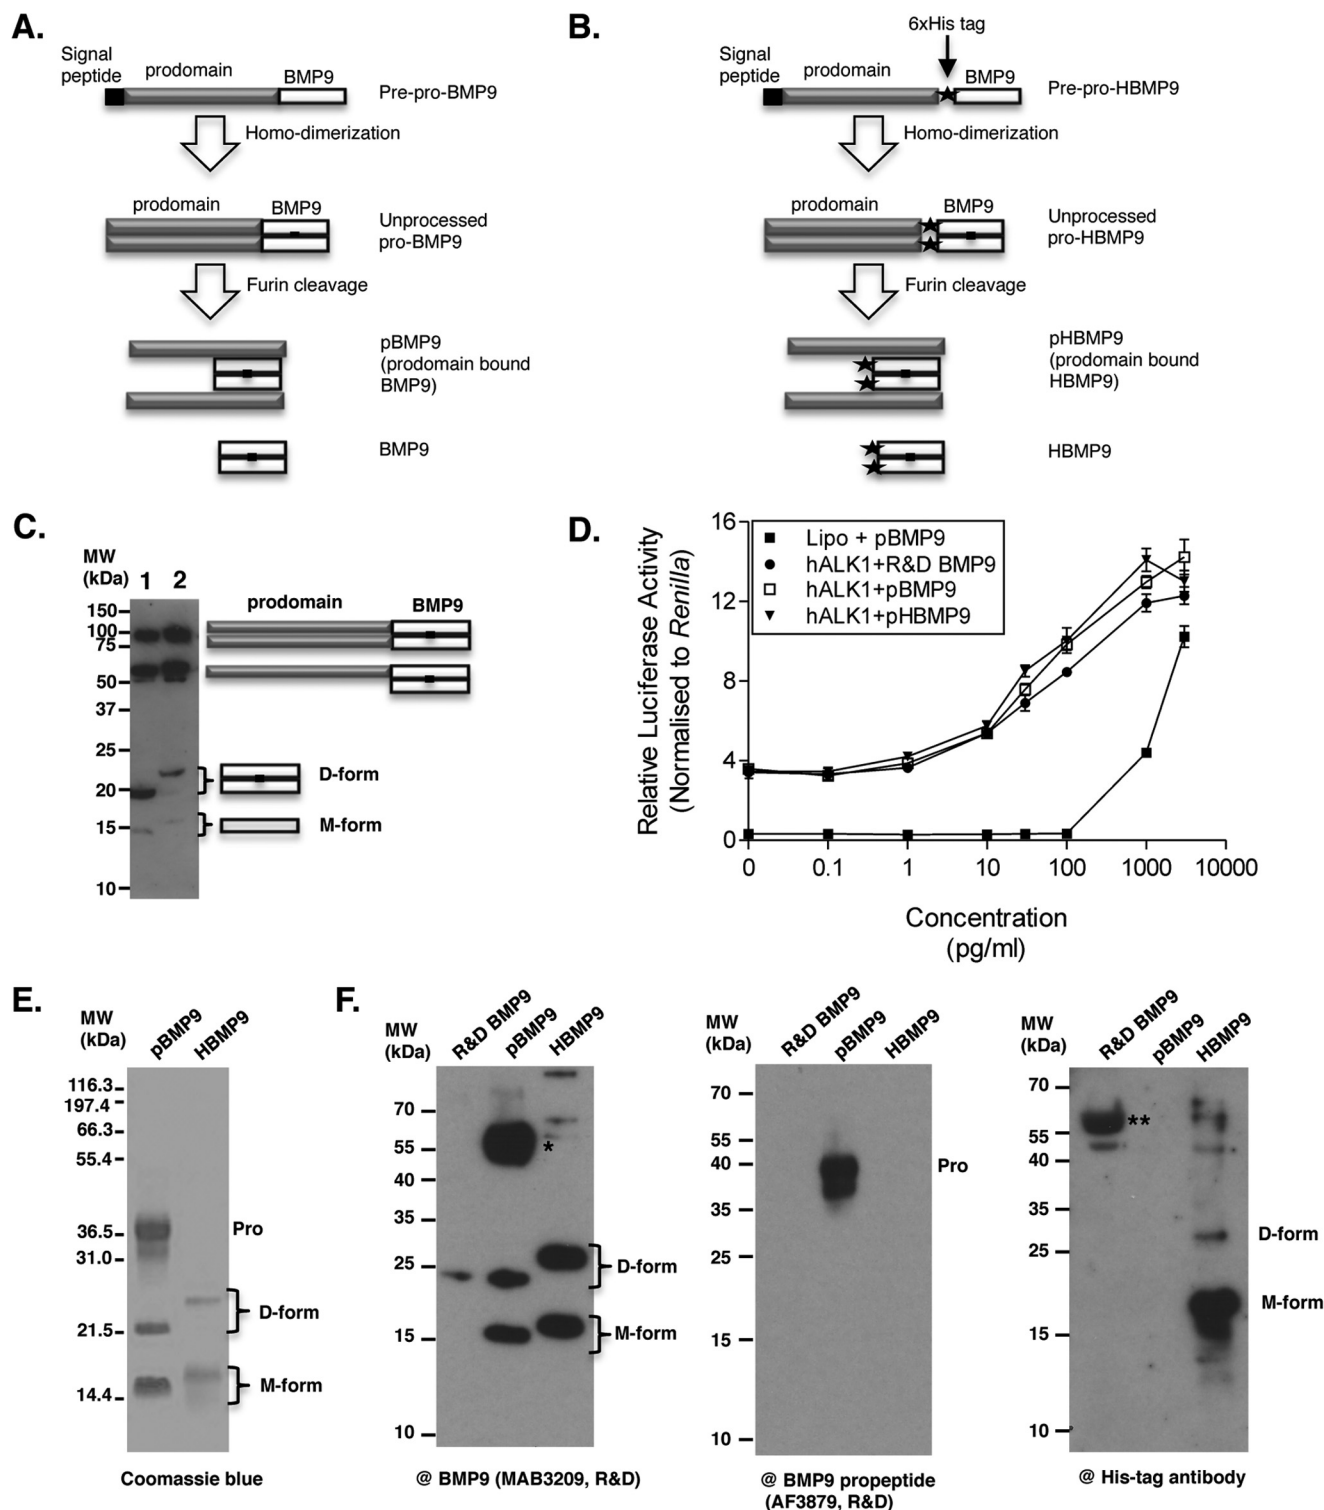 A.
Signal
peptide
prodomain
BMP9
Pre-pro-BMP9
Homo-dimerization
prodomain
BMP9
Unprocessed
pro-BMP9
Furin cleavage
pBMP9
(prodomain bound
BMP9)
BMP9
B.
6xHis tag
Signal
peptide
prodomain
BMP9
Pre-pro-HBMP9
Homo-dimerization
prodomain
BMP9
Unprocessed
pro-HBMP9
Furin cleavage
pHBMP9
(prodomain bound
HBMP9)
HBMP9
C.
MW
(kDa) 1 2
150
100
75
50
37
25
20
15
10
prodomain
BMP9
D-form
M-form
D.
Relative Luciferase Activity
(Normalised to Renilla)
16
12
8
4
0
Lipo + pBMP9
hALK1+R&D BMP9
hALK1+pBMP9
hALK1+pHBMP9
0 0.1 1 10 100 1000 10000
Concentration
(pg/ml)
E.
MW
(kDa)
pBMP9
HBMP9
116.3
197.4
66.3
55.4
36.5
31.0
21.5
14.4
Pro
D-form
M-form
Coomassie blue
F.
MW
(kDa)
R&D BMP9
pBMP9
HBMP9
70
55
40
35
25
15
10
*
D-form
M-form
@ BMP9 (MAB3209, R&D)
MW
(kDa)
R&D BMP9
pBMP9
HBMP9
70
55
40
35
25
15
10
Pro
@ BMP9 propeptide
(AF3879, R&D)
MW
(kDa)
R&D BMP9
pBMP9
HBMP9
70
55
40
35
25
15
10
**
D-form
M-form
@ His-tag antibody